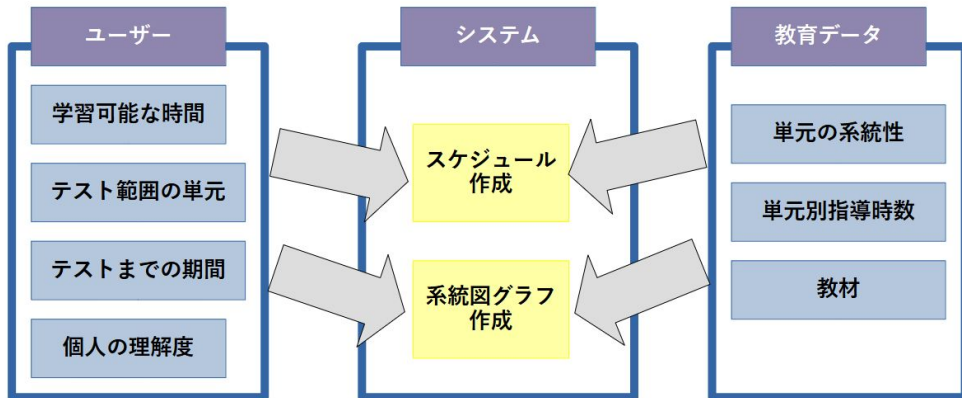 ユーザー
学習可能な時間
テスト範囲の単元
テストまでの期間
個人の理解度
システム
スケジュール
作成
系統図グラフ
作成
教育データ
単元の系統性
単元別指導時数
教材